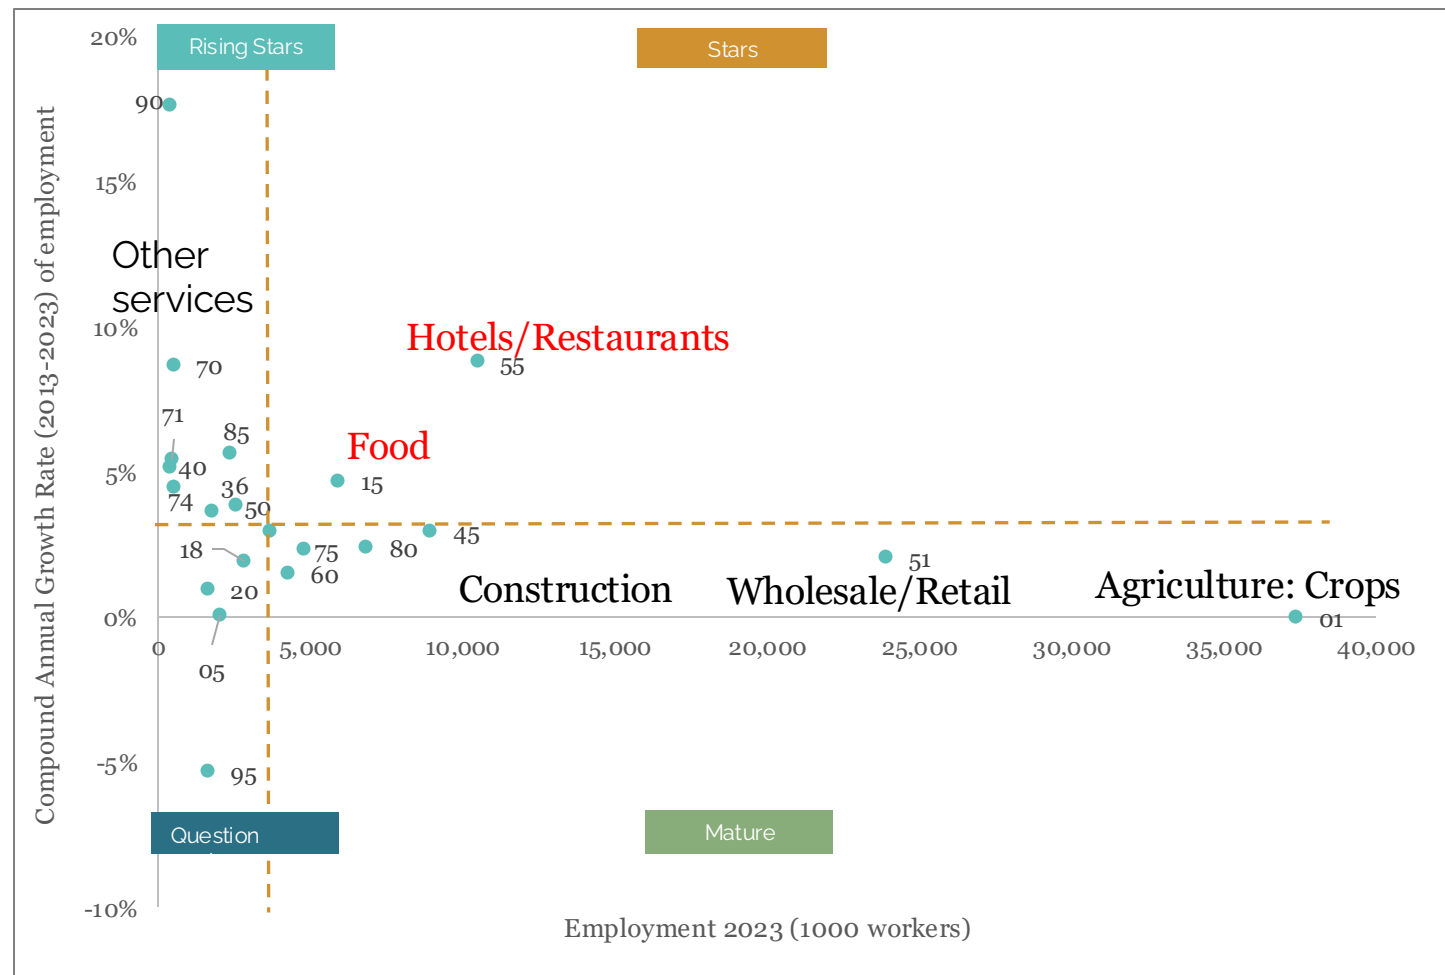 20%
Rising Stars
Stars
90
15%
Other
services
10%
Hotels/Restaurants
70
55
71
85
Food
5%
40
15
74
36
50
18
75
80
45
60
51
20
Construction
Wholesale/Retail
Agriculture: Crops
0%
01
0
5,000
10,000
15,000
20,000
25,000
30,000
35,000
40,000
05
-5%
95
Question
Mature
-10%
Employment 2023 (1000 workers)
Compound Annual Growth Rate (2013-2023) of employment